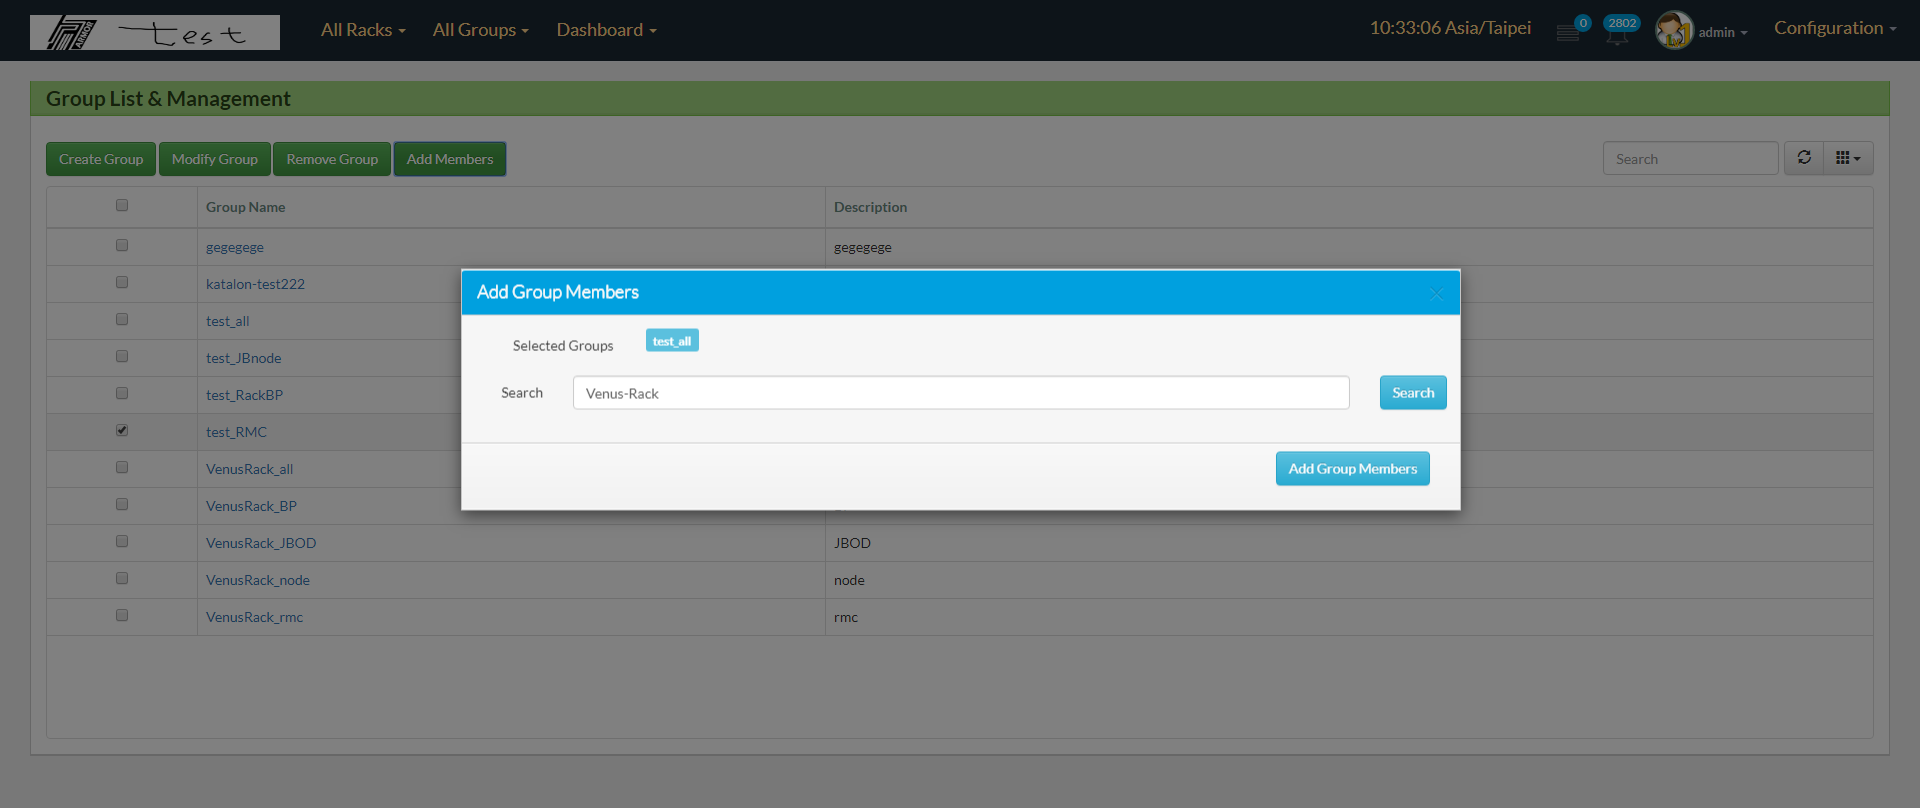 ARMOR test All Racks All Groups Dashboard 10:33:06 Asia/Taipei 0 2802 admin Configuration
Group List & Management
Create Group Modify Group Remove Group Add Members Search
Group Name Description
gegegege gegegege
katalon-test222
test_all
test_JBnode
test_RackBP
test_RMC
VenusRack_all
VenusRack_BP
VenusRack_JBOD JBOD
VenusRack_node node
VenusRack_rmc rmc
Add Group Members
Selected Groups test_all
Search Venus-Rack Search
Add Group Members